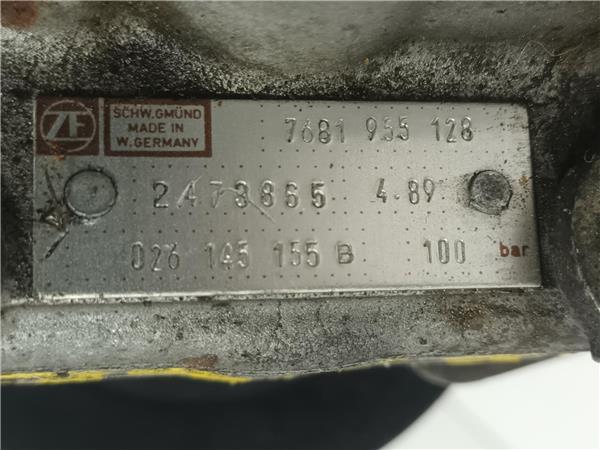 ZF
SCHW.GMÜND
MADE IN
W.GERMANY
7681 955 128
2473865 4.89
026 145 155 B 100 bar